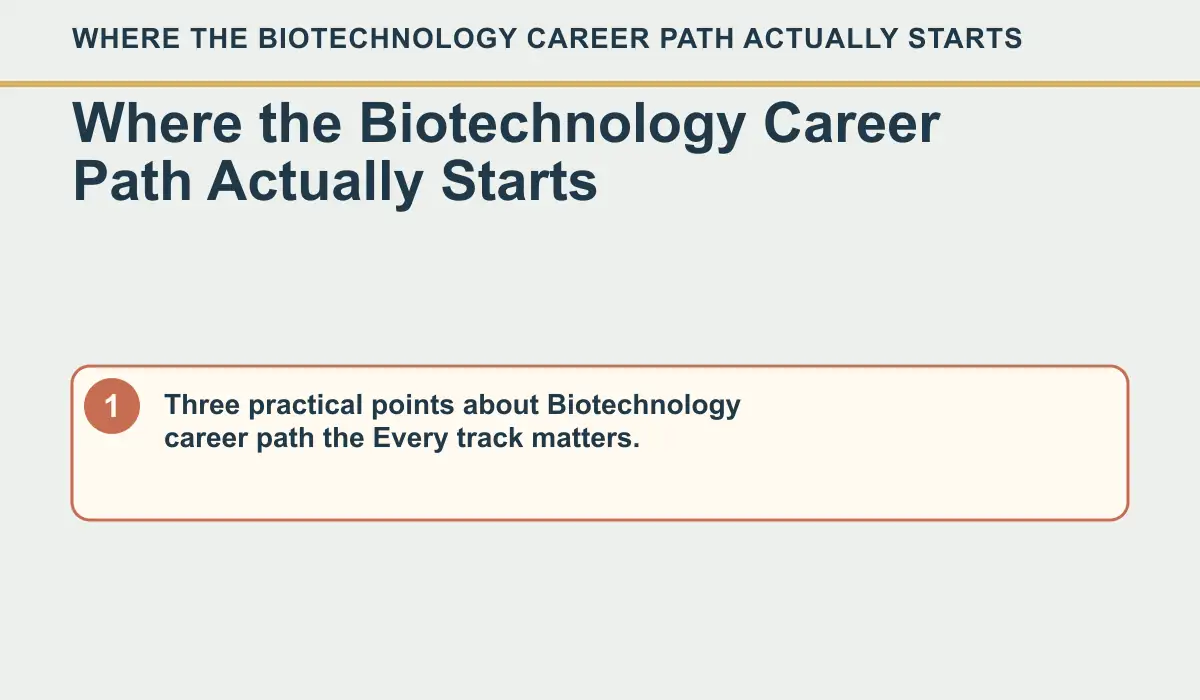 WHERE THE BIOTECHNOLOGY CAREER PATH ACTUALLY STARTS
Where the Biotechnology Career
Path Actually Starts
1
Three practical points about Biotechnology
career path the Every track matters.